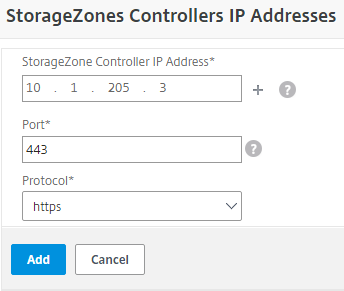 StorageZones Controllers IP Addresses
StorageZone Controller IP Address*
10 . 1 . 205 . 3 + ?
Port*
443 ?
Protocol*
https
Add Cancel